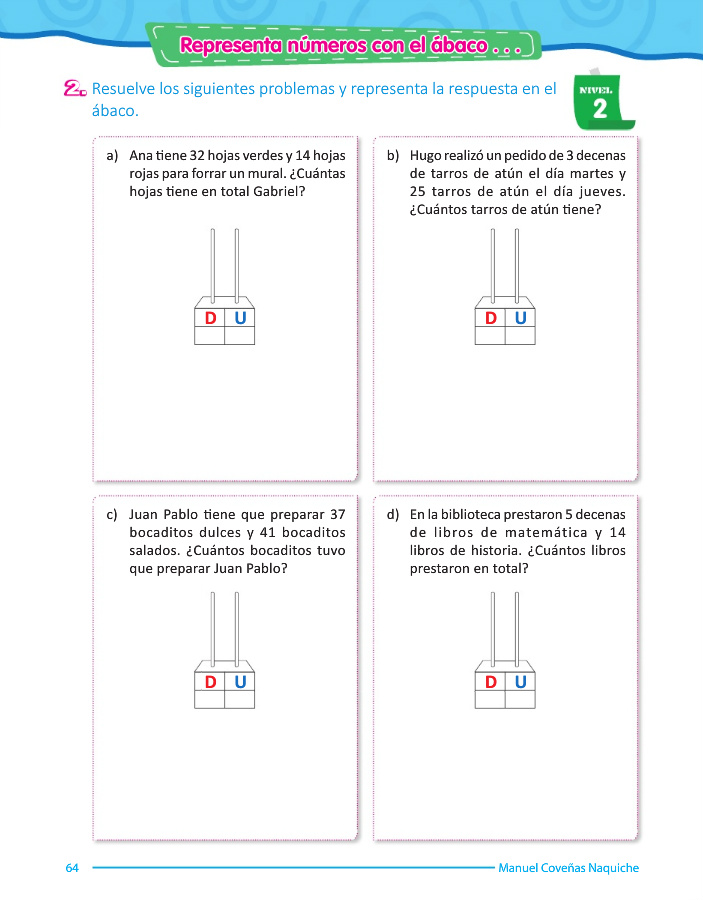 Representa números con el ábaco . . .
2. Resuelve los siguientes problemas y representa la respuesta en el
ábaco.
NIVEL
2
a) Ana tiene 32 hojas verdes y 14 hojas
rojas para forrar un mural. ¿Cuántas
hojas tiene en total Gabriel?
D U
b) Hugo realizó un pedido de 3 decenas
de tarros de atún el día martes y
25 tarros de atún el día jueves.
¿Cuántos tarros de atún tiene?
D U
c) Juan Pablo tiene que preparar 37
bocaditos dulces y 41 bocaditos
salados. ¿Cuántos bocaditos tuvo
que preparar Juan Pablo?
D U
d) En la biblioteca prestaron 5 decenas
de libros de matemática y 14
libros de historia. ¿Cuántos libros
prestaron en total?
D U
64
Manuel Coveñas Naquiche